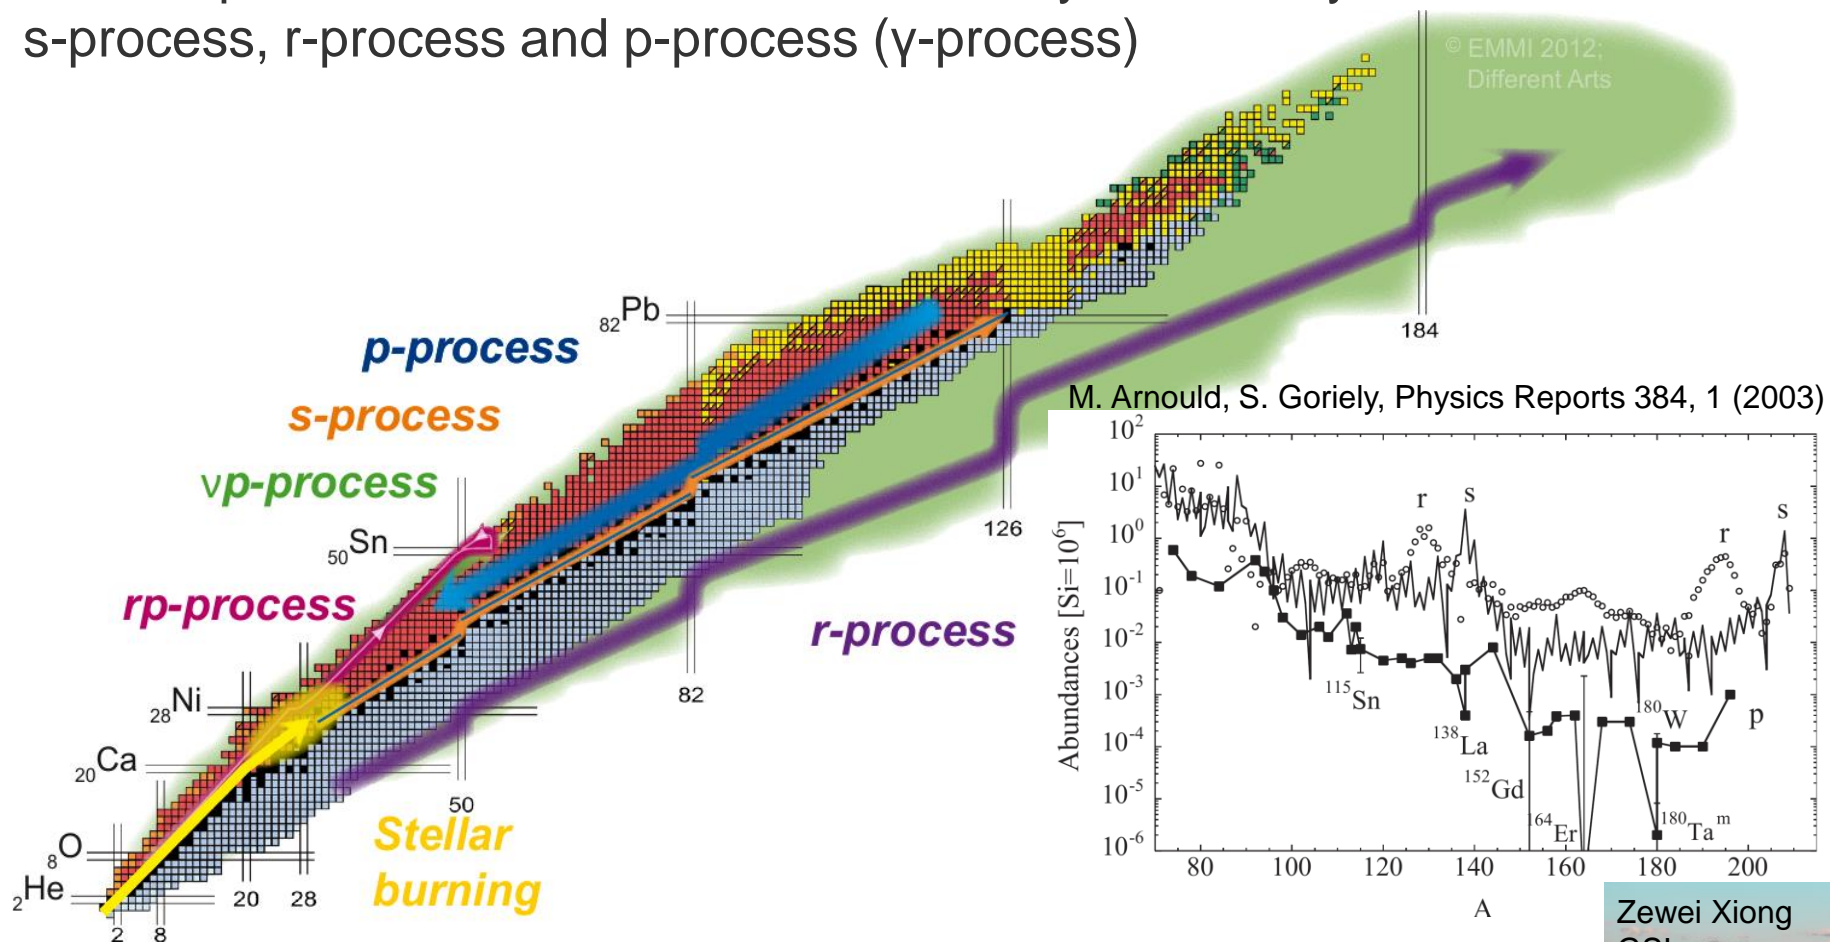 s-process, r-process and p-process (γ-process)
© EMMI 2012;
Different Arts
184
82Pb
p-process
s-process
νp-process
M. Arnould, S. Goriely, Physics Reports 384, 1 (2003)
126
50Sn
rp-process
r-process
82
28Ni
20Ca
50
Stellar
burning
8O
2He
20 28
2 8
10^2
10^1
10^0
10^-1
10^-2
10^-3
10^-4
10^-5
10^-6
Abundances [Si=10^6]
r s r s
115Sn
138La
152Gd
164Er
180W
180Ta^m
p
80 100 120 140 160 180 200
A
Zewei Xiong